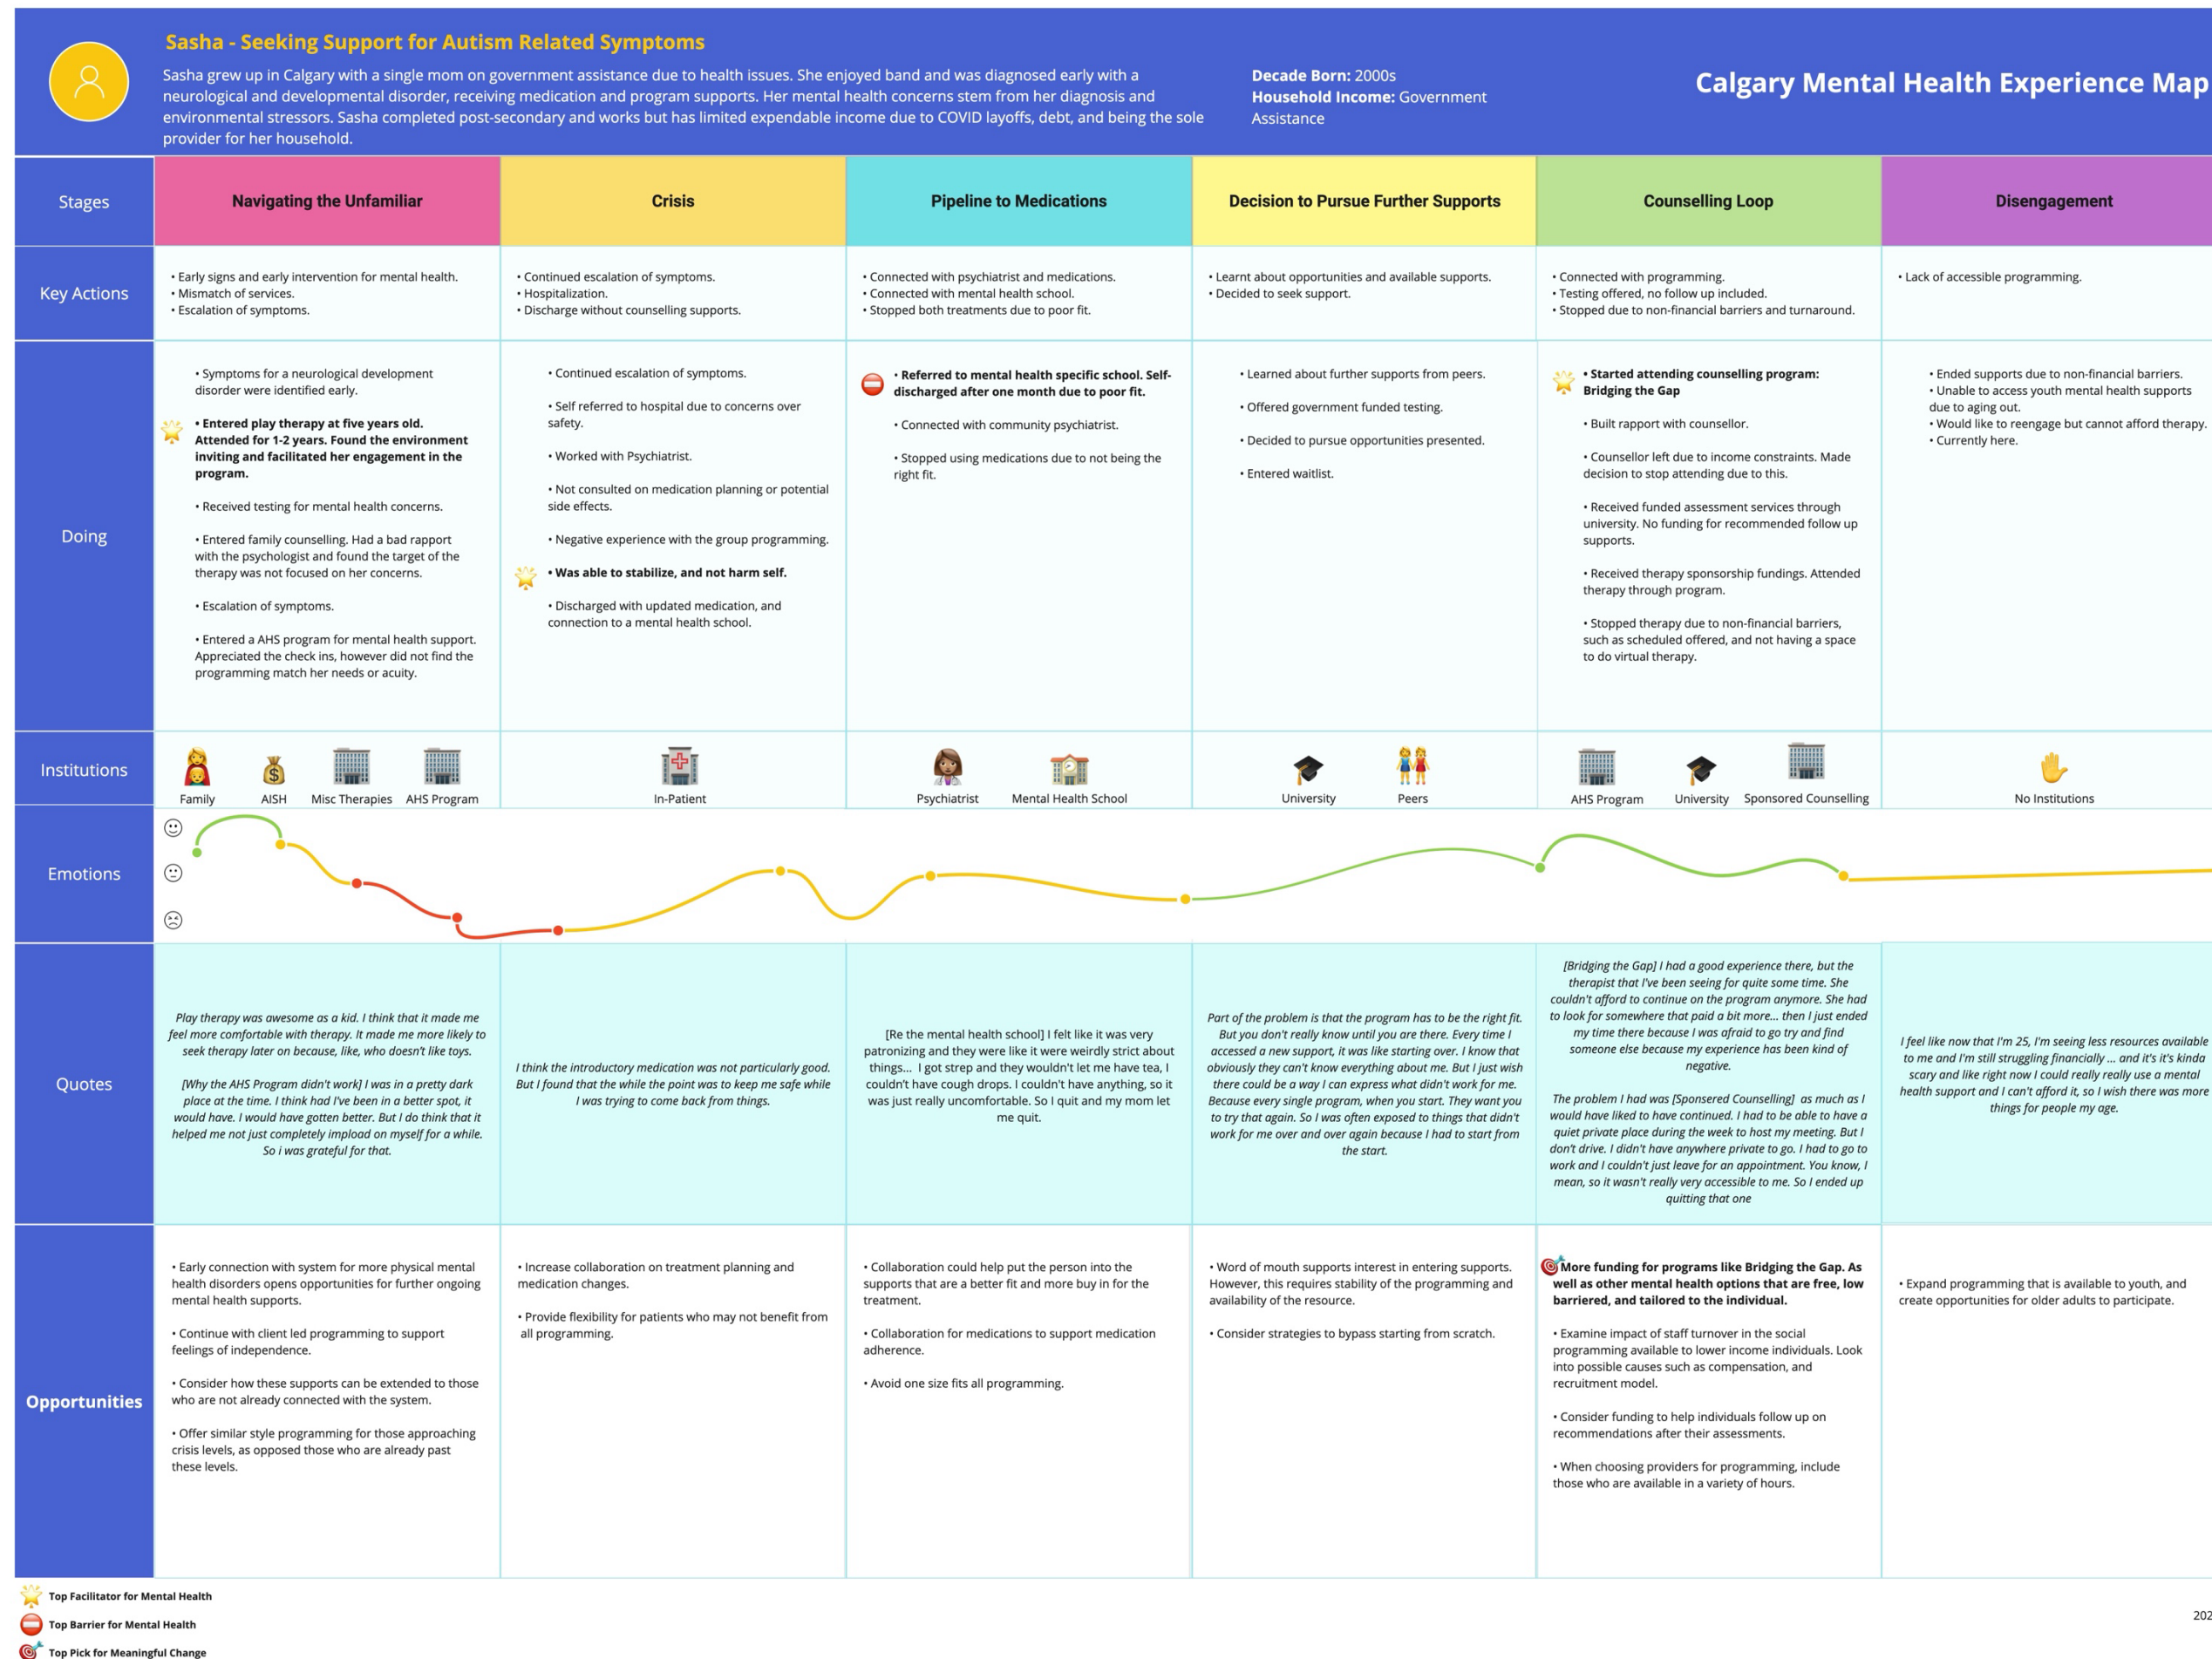 Sasha - Seeking Support for Autism Related Symptoms
Sasha grew up in Calgary with a single mom on government assistance due to health issues. She enjoyed band and was diagnosed early with a
neurological and developmental disorder, receiving medication and program supports. Her mental health concerns stem from her diagnosis and
environmental stressors. Sasha completed post-secondary and works but has limited expendable income due to COVID layoffs, debt, and being the sole
provider for her household.
Decade Born: 2000s
Household Income: Government
Assistance
Calgary Mental Health Experience Map
Stages
Navigating the Unfamiliar
Crisis
Pipeline to Medications
Decision to Pursue Further Supports
Counselling Loop
Disengagement
Key Actions
• Early signs and early intervention for mental health.
• Mismatch of services.
• Escalation of symptoms.
• Continued escalation of symptoms.
• Hospitalization.
• Discharge without counselling supports.
• Connected with psychiatrist and medications.
• Connected with mental health school.
• Stopped both treatments due to poor fit.
• Learnt about opportunities and available supports.
• Decided to seek support.
• Connected with programming.
• Testing offered, no follow up included.
• Stopped due to non-financial barriers and turnaround.
• Lack of accessible programming.
Doing
• Symptoms for a neurological development
disorder were identified early.
• Entered play therapy at five years old.
Attended for 1-2 years. Found the environment
inviting and facilitated her engagement in the
program.
• Received testing for mental health concerns.
• Entered family counselling. Had a bad rapport
with the psychologist and found the target of the
therapy was not focused on her concerns.
• Escalation of symptoms.
• Entered a AHS program for mental health support.
Appreciated the check ins, however did not find the
programming match her needs or acuity.
• Continued escalation of symptoms.
• Self referred to hospital due to concerns over
safety.
• Worked with Psychiatrist.
• Not consulted on medication planning or potential
side effects.
• Negative experience with the group programming.
• Was able to stabilize, and not harm self.
• Discharged with updated medication, and
connection to a mental health school.
• Referred to mental health specific school. Self-
discharged after one month due to poor fit.
• Connected with community psychiatrist.
• Stopped using medications due to not being the
right fit.
• Learned about further supports from peers.
• Offered government funded testing.
• Decided to pursue opportunities presented.
• Entered waitlist.
• Started attending counselling program:
Bridging the Gap
• Built rapport with counsellor.
• Counsellor left due to income constraints. Made
decision to stop attending due to this.
• Received funded assessment services through
university. No funding for recommended follow up
supports.
• Received therapy sponsorship fundings. Attended
therapy through program.
• Stopped therapy due to non-financial barriers,
such as scheduled offered, and not having a space
to do virtual therapy.
• Ended supports due to non-financial barriers.
• Unable to access youth mental health supports
due to aging out.
• Would like to reengage but cannot afford therapy.
• Currently here.
Institutions
Family
AISH
Misc Therapies
AHS Program
In-Patient
Psychiatrist
Mental Health School
University
Peers
AHS Program
University
Sponsored Counselling
No Institutions
Emotions
Quotes
Play therapy was awesome as a kid. I think that it made me
feel more comfortable with therapy. It made me more likely to
seek therapy later on because, like, who doesn't like toys.
[Why the AHS Program didn't work] I was in a pretty dark
place at the time. I think had I've been in a better spot, it
would have. I would have gotten better. But I do think that it
helped me not just completely impload on myself for a while.
So i was grateful for that.
I think the introductory medication was not particularly good.
But I found that the while the point was to keep me safe while
I was trying to come back from things.
[Re the mental health school] I felt like it was very
patronizing and they were like it were weirdly strict about
things... I got strep and they wouldn't let me have tea, I
couldn't have cough drops. I couldn't have anything, so it
was just really uncomfortable. So I quit and my mom let
me quit.
Part of the problem is that the program has to be the right fit.
But you don't really know until you are there. Every time I
accessed a new support, it was like starting over. I know that
obviously they can't know everything about me. But I just wish
there could be a way I can express what didn't work for me.
Because every single program, when you start. They want you
to try that again. So I was often exposed to things that didn't
work for me over and over again because I had to start from
the start.
[Bridging the Gap] I had a good experience there, but the
therapist that I've been seeing for quite some time. She
couldn't afford to continue on the program anymore. She had
to look for somewhere that paid a bit more... then I just ended
my time there because I was afraid to go try and find
someone else because my experience has been kind of
negative.
The problem I had was [Sponsored Counselling] as much as I
would have liked to have continued. I had to be able to have a
quiet private place during the week to host my meeting. But I
don't drive. I didn't have anywhere private to go. I had to go to
work and I couldn't just leave for an appointment. You know, I
mean, so it wasn't really very accessible to me. So I ended up
quitting that one
I feel like now that I'm 25, I'm seeing less resources available
to me and I'm still struggling financially ... and it's it's kinda
scary and like right now I could really really use a mental
health support and I can't afford it, so I wish there was more
things for people my age.
Opportunities
• Early connection with system for more physical mental
health disorders opens opportunities for further ongoing
mental health supports.
• Continue with client led programming to support
feelings of independence.
• Consider how these supports can be extended to those
who are not already connected with the system.
• Offer similar style programming for those approaching
crisis levels, as opposed those who are already past
these levels.
• Increase collaboration on treatment planning and
medication changes.
• Provide flexibility for patients who may not benefit from
all programming.
• Collaboration could help put the person into the
supports that are a better fit and more buy in for the
treatment.
• Collaboration for medications to support medication
adherence.
• Avoid one size fits all programming.
• Word of mouth supports interest in entering supports.
However, this requires stability of the programming and
availability of the resource.
• Consider strategies to bypass starting from scratch.
More funding for programs like Bridging the Gap. As
well as other mental health options that are free, low
barriered, and tailored to the individual.
• Examine impact of staff turnover in the social
programming available to lower income individuals. Look
into possible causes such as compensation, and
recruitment model.
• Consider funding to help individuals follow up on
recommendations after their assessments.
• When choosing providers for programming, include
those who are available in a variety of hours.
• Expand programming that is available to youth, and
create opportunities for older adults to participate.
Top Facilitator for Mental Health
Top Barrier for Mental Health
Top Pick for Meaningful Change
202